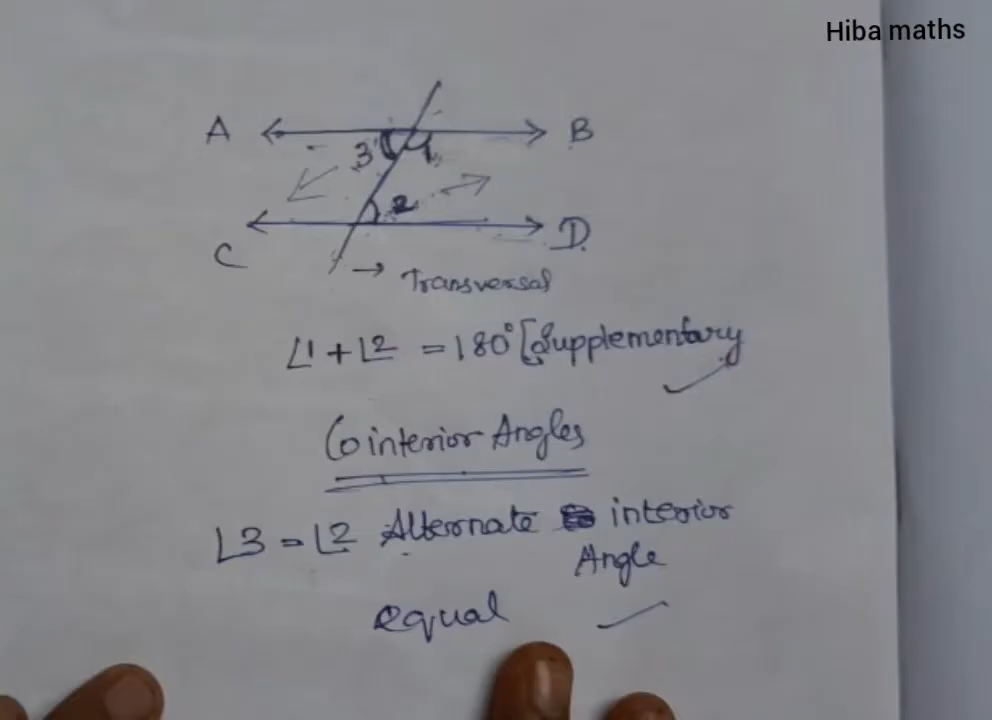 Hiba maths
A B
3 1
2
C D
→ Transversal
∠1 + ∠2 = 180° [Supplementary
Cointerior Angles
∠3 = ∠2 Alternate interior
Angle
equal